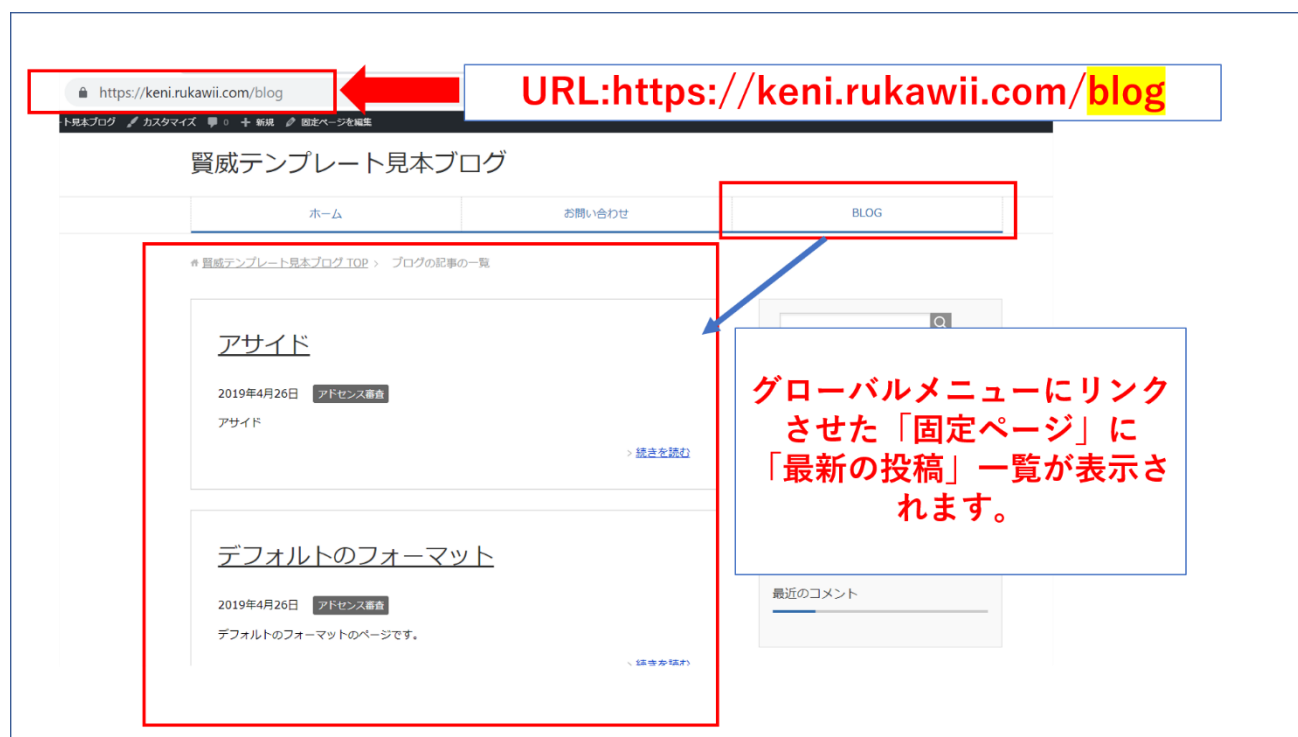 https://keni.rukawii.com/blog
URL:https://keni.rukawii.com/blog
ト見本ブログ カスタマイズ 0 + 新規 固定ページを編集
賢威テンプレート見本ブログ
ホーム お問い合わせ BLOG
賢威テンプレート見本ブログ TOP > ブログの記事の一覧
アサイド
2019年4月26日 アドセンス審査
アサイド
> 続きを読む
グローバルメニューにリンク
させた「固定ページ」に
「最新の投稿」一覧が表示さ
れます。
デフォルトのフォーマット
2019年4月26日 アドセンス審査
デフォルトのフォーマットのページです。
> 続きを読む
最近のコメント